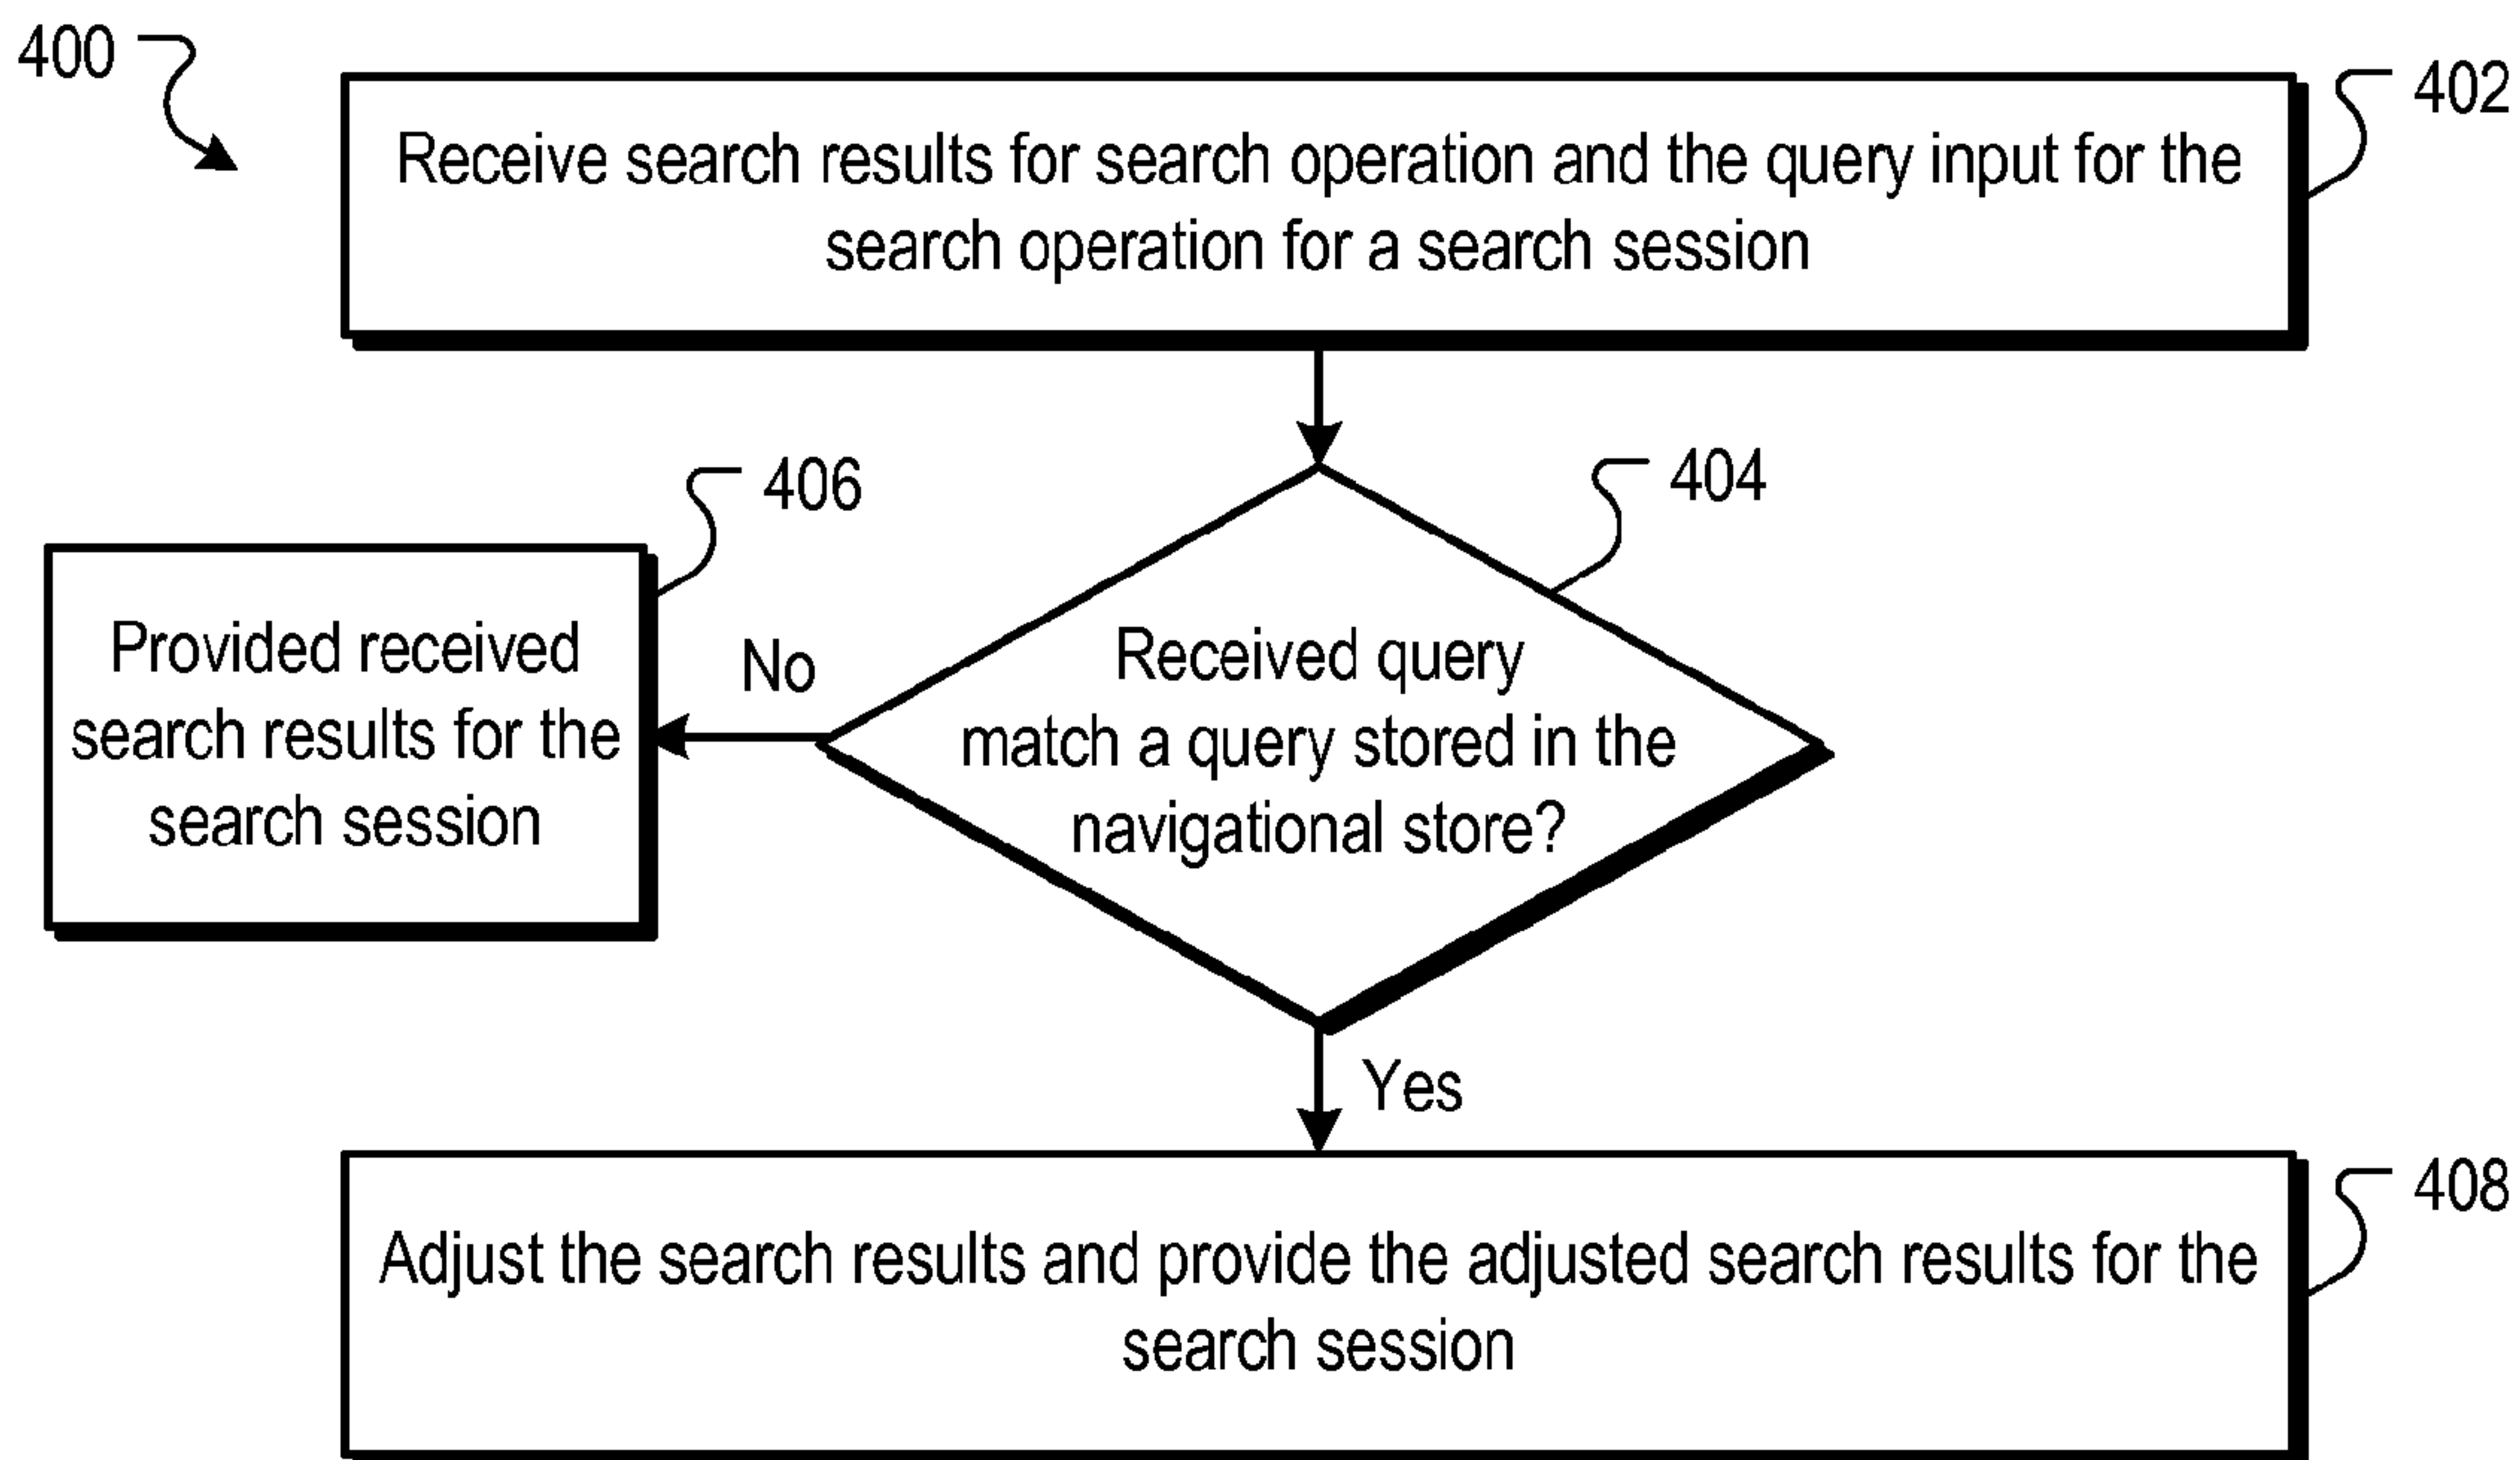 400
402
Receive search results for search operation and the query input for the
search operation for a search session
406
404
Provided received
search results for the
search session
No
Received query
match a query stored in the
navigational store?
Yes
408
Adjust the search results and provide the adjusted search results for the
search session